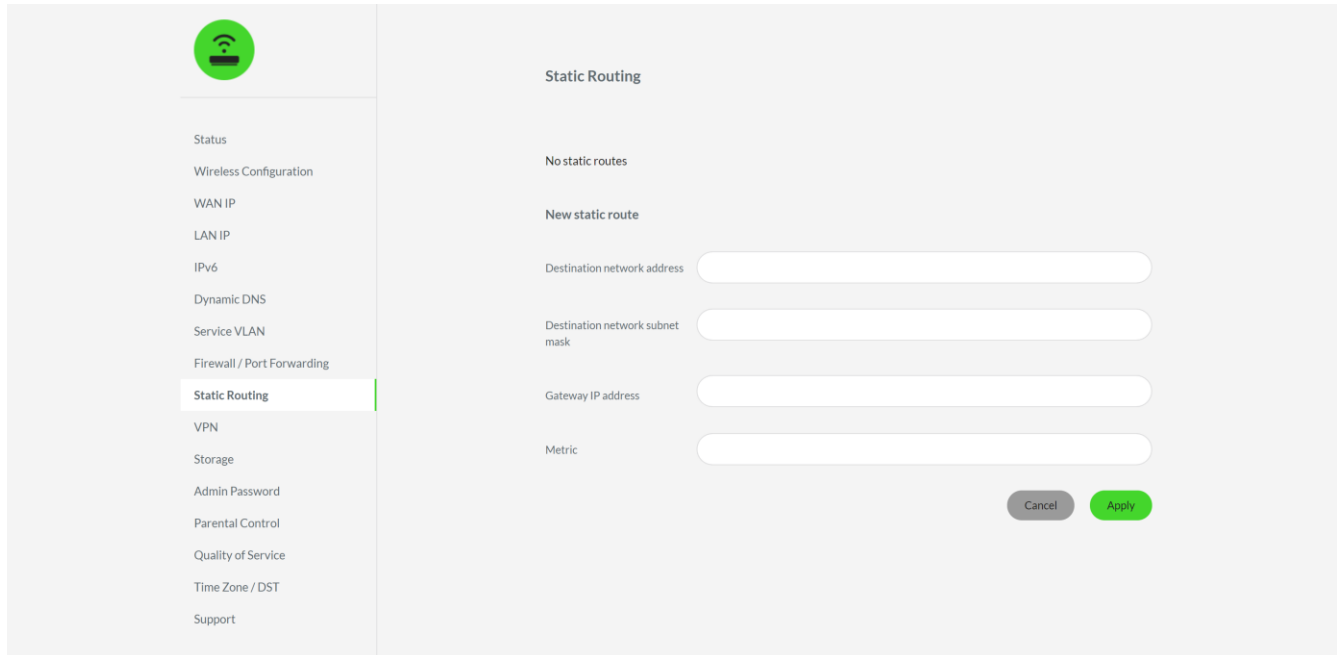 Status
Wireless Configuration
WAN IP
LAN IP
IPv6
Dynamic DNS
Service VLAN
Firewall / Port Forwarding
Static Routing
VPN
Storage
Admin Password
Parental Control
Quality of Service
Time Zone / DST
Support
Static Routing
No static routes
New static route
Destination network address
Destination network subnet
mask
Gateway IP address
Metric
Cancel
Apply